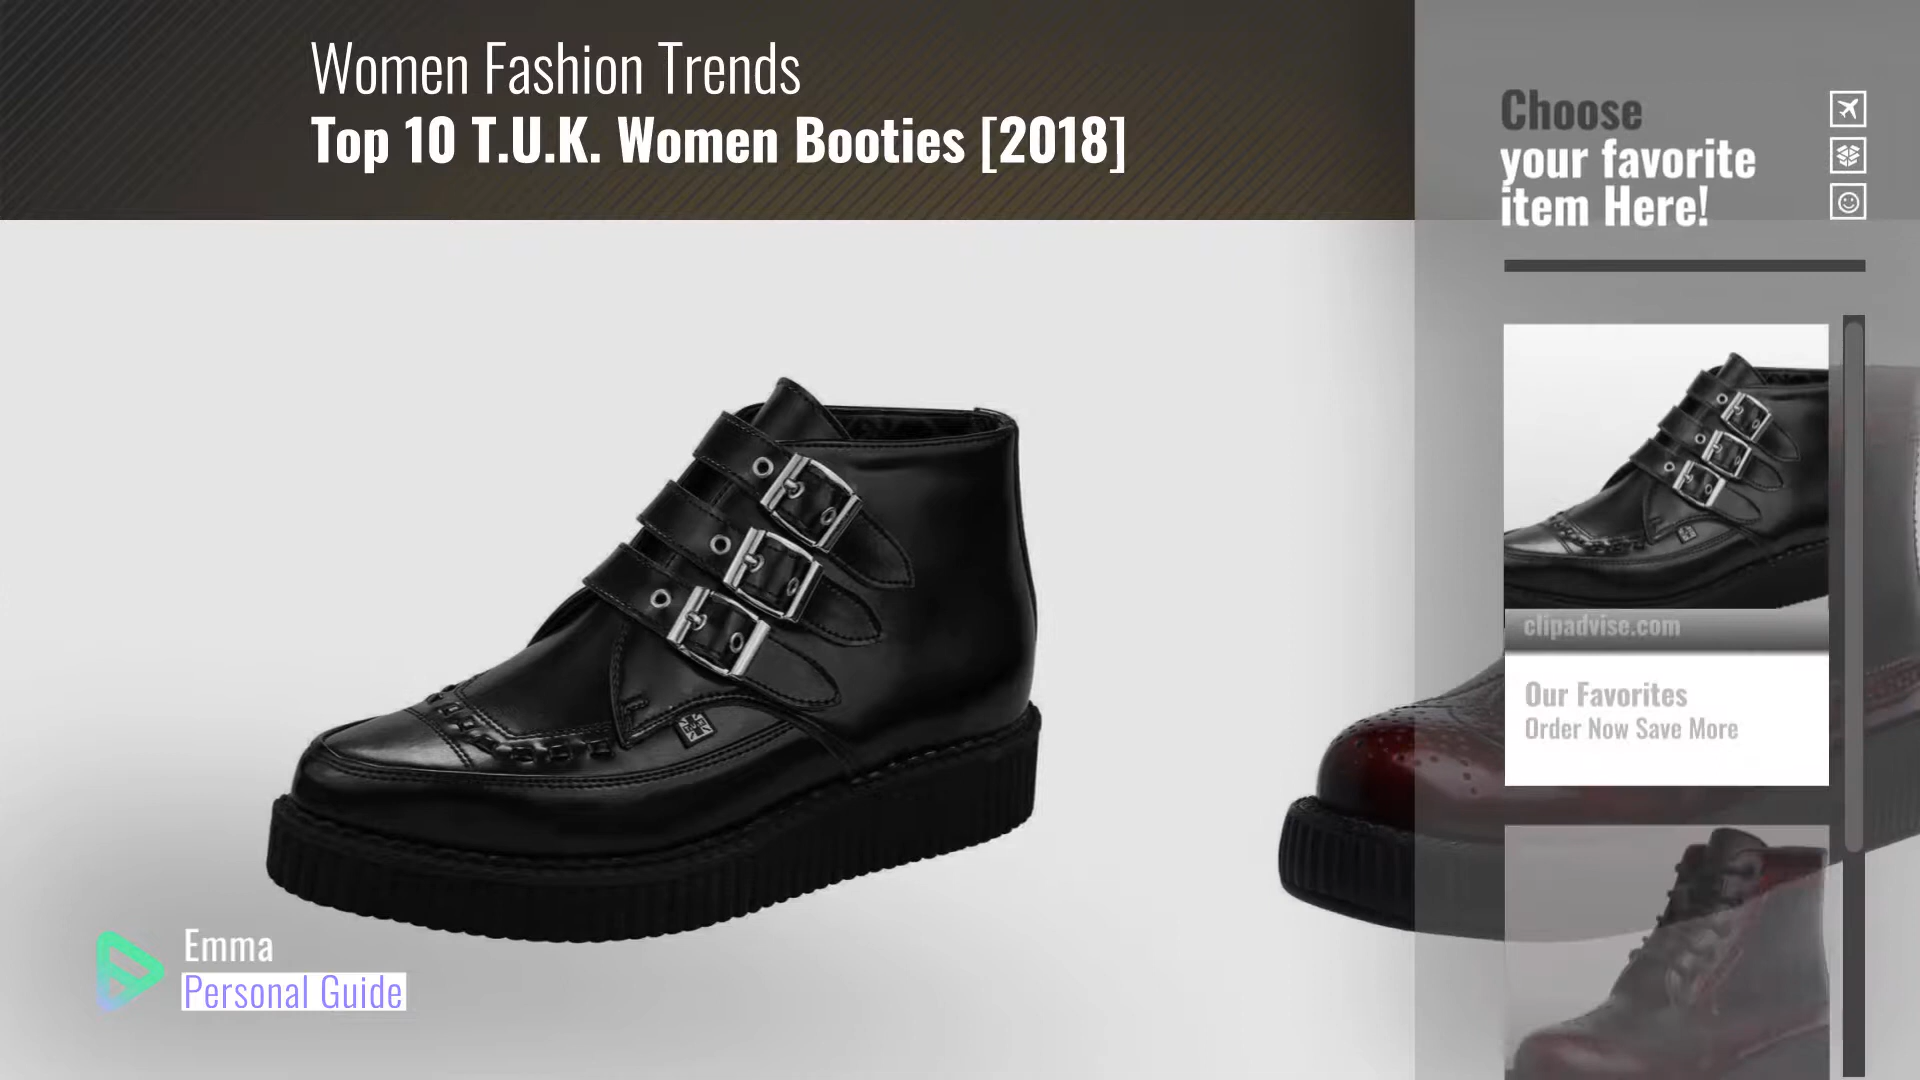 Women Fashion Trends
Top 10 T.U.K. Women Booties [2018]
Choose
your favorite
item Here!
clipadvise.com
Our Favorites
Order Now Save More
Emma
Personal Guide